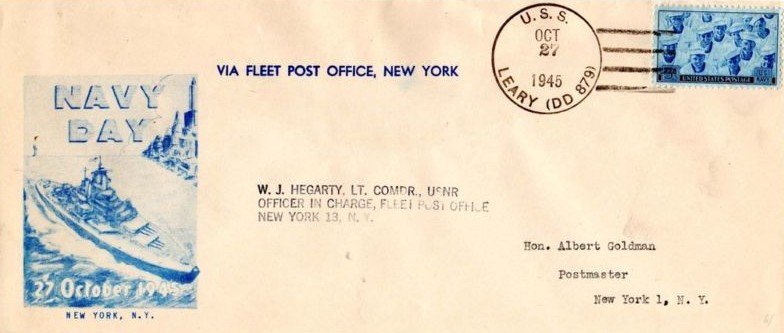 U.S.S.
OCT
27
1945
LEARY (DD 879)
UNITED STATES POSTAGE
VIA FLEET POST OFFICE, NEW YORK
NAVY
DAY
27 October 1945
NEW YORK, N.Y.
W. J. HEGARTY, LT. COMDR., USNR
OFFICER IN CHARGE, FLEET POST OFFICE
NEW YORK 13, N. Y.
Hon. Albert Goldman
Postmaster
New York 1, N. Y.